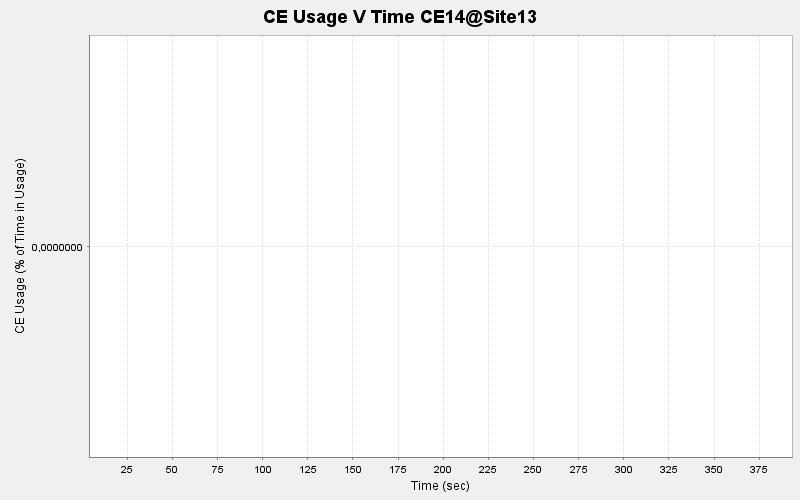 CE Usage V Time CE14@Site13
CE Usage (% of Time in Usage)
0,0000000
25 50 75 100 125 150 175 200 225 250 275 300 325 350 375
Time (sec)